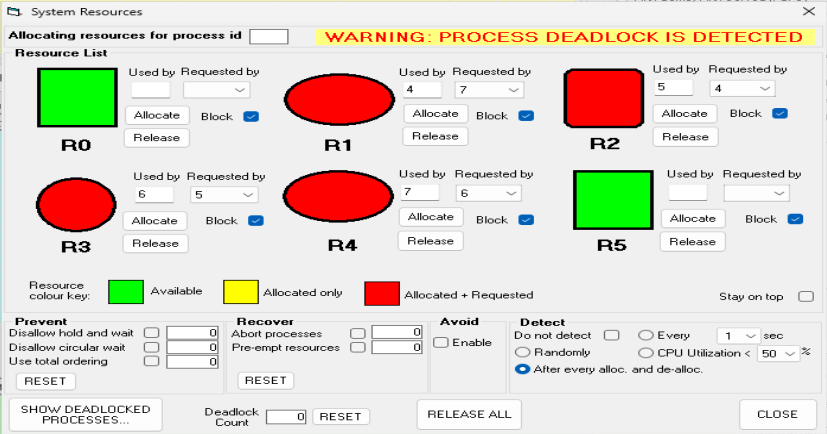 System Resources
Allocating resources for process id
WARNING: PROCESS DEADLOCK IS DETECTED
Resource List
Used by Requested by
Allocate Block
Release
R0
Used by Requested by
4 7
Allocate Block
Release
R1
Used by Requested by
5 4
Allocate Block
Release
R2
Used by Requested by
6 5
Allocate Block
Release
R3
Used by Requested by
7 6
Allocate Block
Release
R4
Used by Requested by
Allocate Block
Release
R5
Resource
colour key:
Available
Allocated only
Allocated + Requested
Stay on top
Prevent
Disallow hold and wait 0
Disallow circular wait 0
Use total ordering 0
RESET
Recover
Abort processes 0
Pre-empt resources 0
RESET
Avoid
Enable
Detect
Do not detect Every 1 sec
Randomly CPU Utilization < 50 %
After every alloc. and de-alloc.
SHOW DEADLOCKED
PROCESSES...
Deadlock
Count
0
RESET
RELEASE ALL
CLOSE